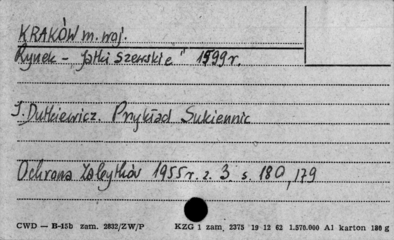 KRAKÓW m. woj.
Rynek - "Jatki szewskie" 1599 r.
J. Dutkiewicz. Przykład Sukiennic
Ochrona Zabytków 1955 r. z. 3. s. 180, 179
CWD — B-15b zam. 2632/ZW/P KZG 1 zam. 2375 19 12 62 1.570.000 A1 karton 180 g